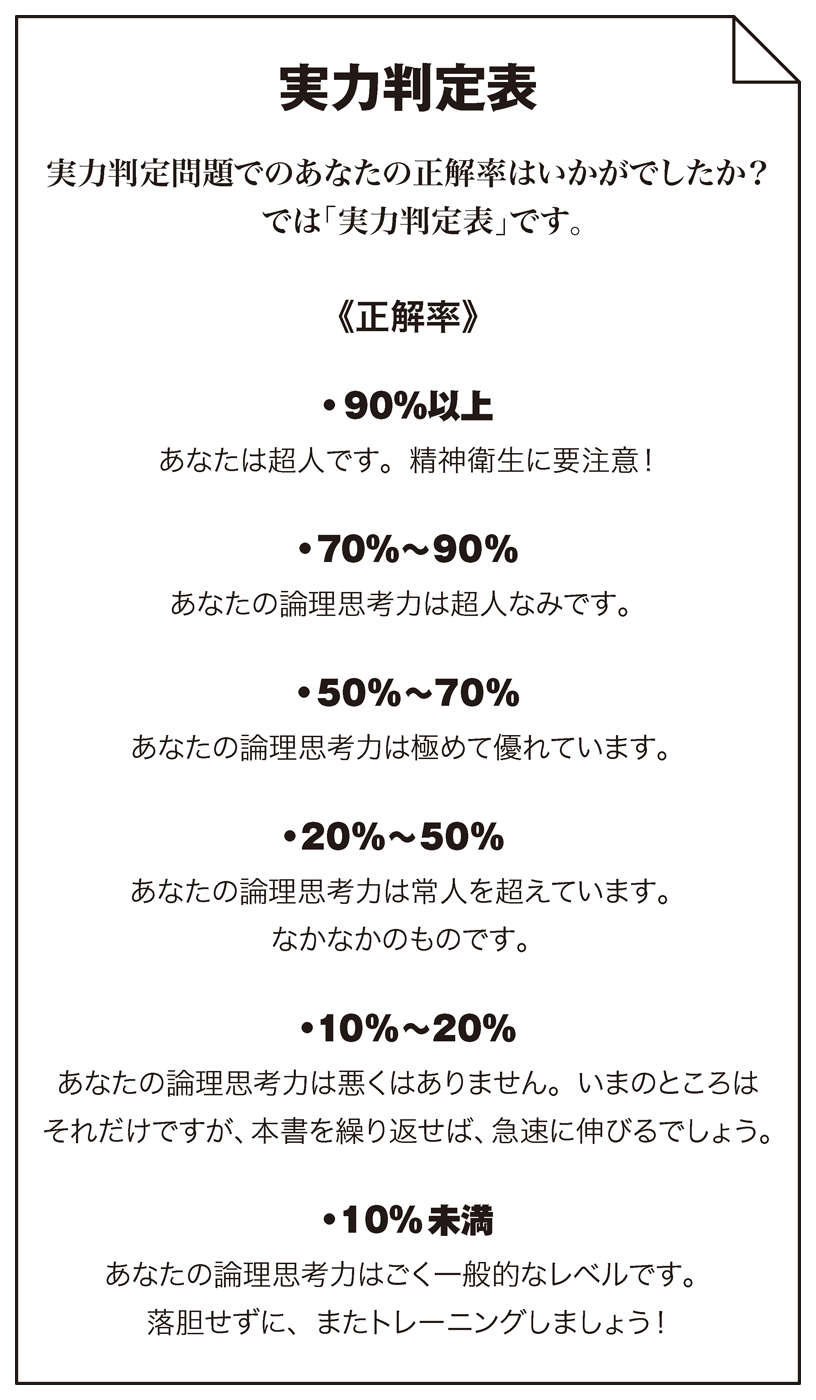 実力判定表
実力判定問題でのあなたの正解率はいかがでしたか？
では「実力判定表」です。
《正解率》
・90%以上
あなたは超人です。精神衛生に要注意！
・70%～90%
あなたの論理思考力は超人なみです。
・50%～70%
あなたの論理思考力は極めて優れています。
・20%～50%
あなたの論理思考力は常人を超えています。
なかなかのものです。
・10%～20%
あなたの論理思考力は悪くはありません。いまのところは
それだけですが、本書を繰り返せば、急速に伸びるでしょう。
・10%未満
あなたの論理思考力はごく一般的なレベルです。
落胆せずに、またトレーニングしましょう！